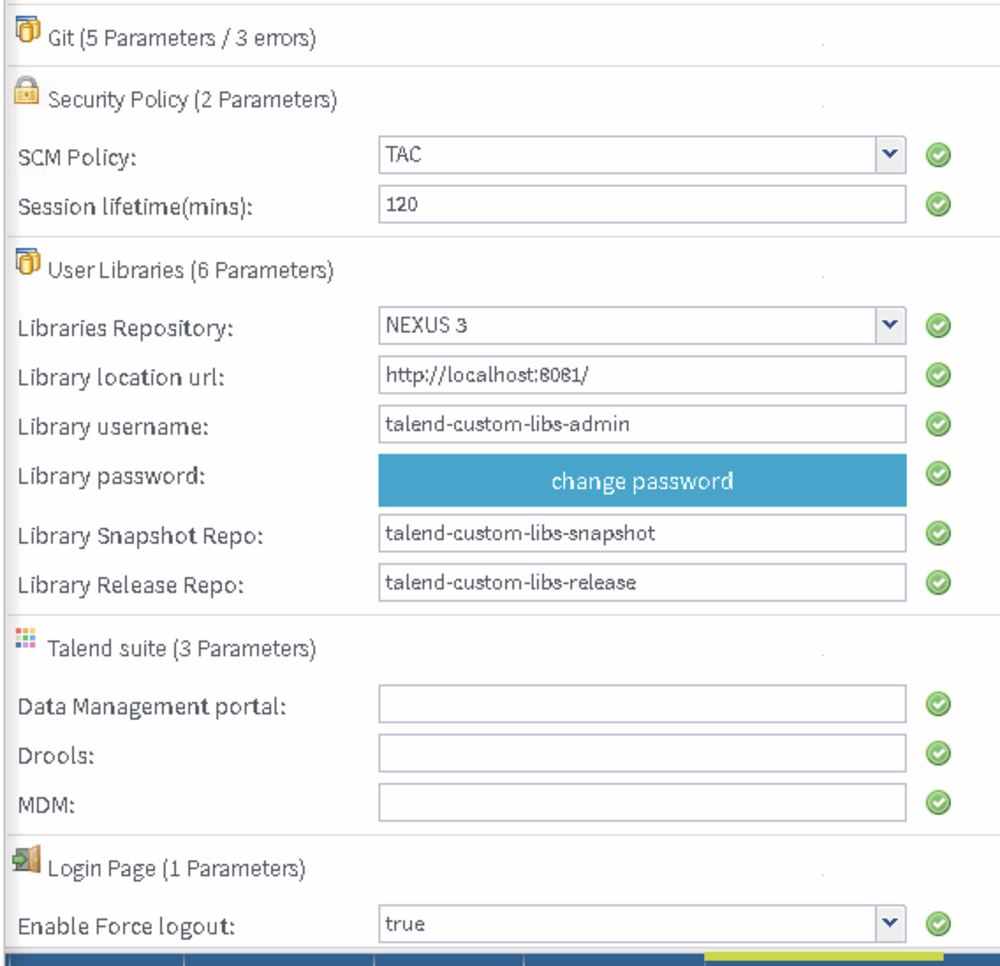 Git (5 Parameters / 3 errors)
Security Policy (2 Parameters)
SCM Policy: TAC
Session lifetime(mins): 120
User Libraries (6 Parameters)
Libraries Repository: NEXUS 3
Library location url: http://localhost:8081/
Library username: talend-custom-libs-admin
Library password: change password
Library Snapshot Repo: talend-custom-libs-snapshot
Library Release Repo: talend-custom-libs-release
Talend suite (3 Parameters)
Data Management portal:
Drools:
MDM:
Login Page (1 Parameters)
Enable Force logout: true